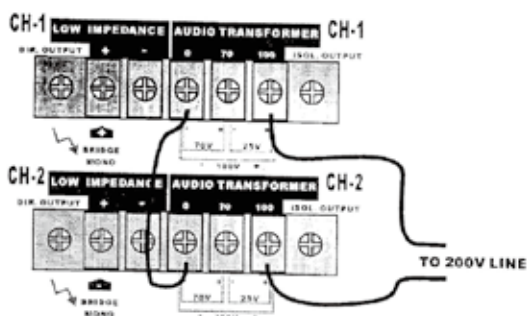 CH-1 LOW IMPEDANCE AUDIO TRANSFORMER CH-1
DIR. OUTPUT + - 0 70 100 ISOL. OUTPUT
BRIDGE
MONO
70V 25V
100V
CH-2 LOW IMPEDANCE AUDIO TRANSFORMER CH-2
DIR. OUTPUT + - 0 70 100 ISOL. OUTPUT
TO 200V LINE
BRIDGE
MONO
70V 25V